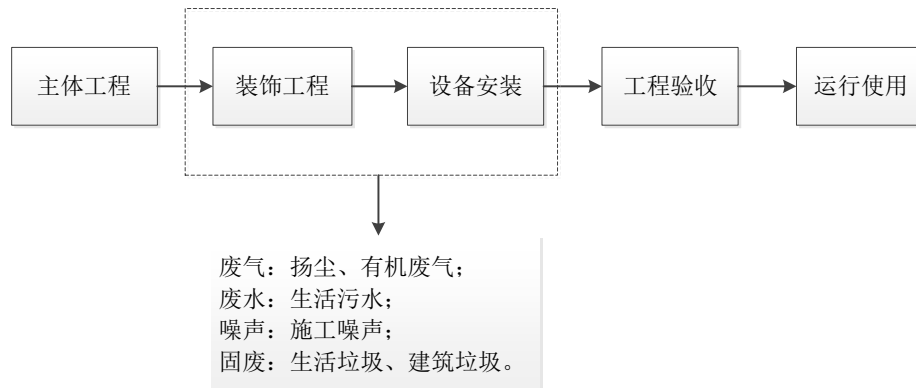 主体工程
装饰工程
设备安装
工程验收
运行使用
废气：扬尘、有机废气；
废水：生活污水；
噪声：施工噪声；
固废：生活垃圾、建筑垃圾。